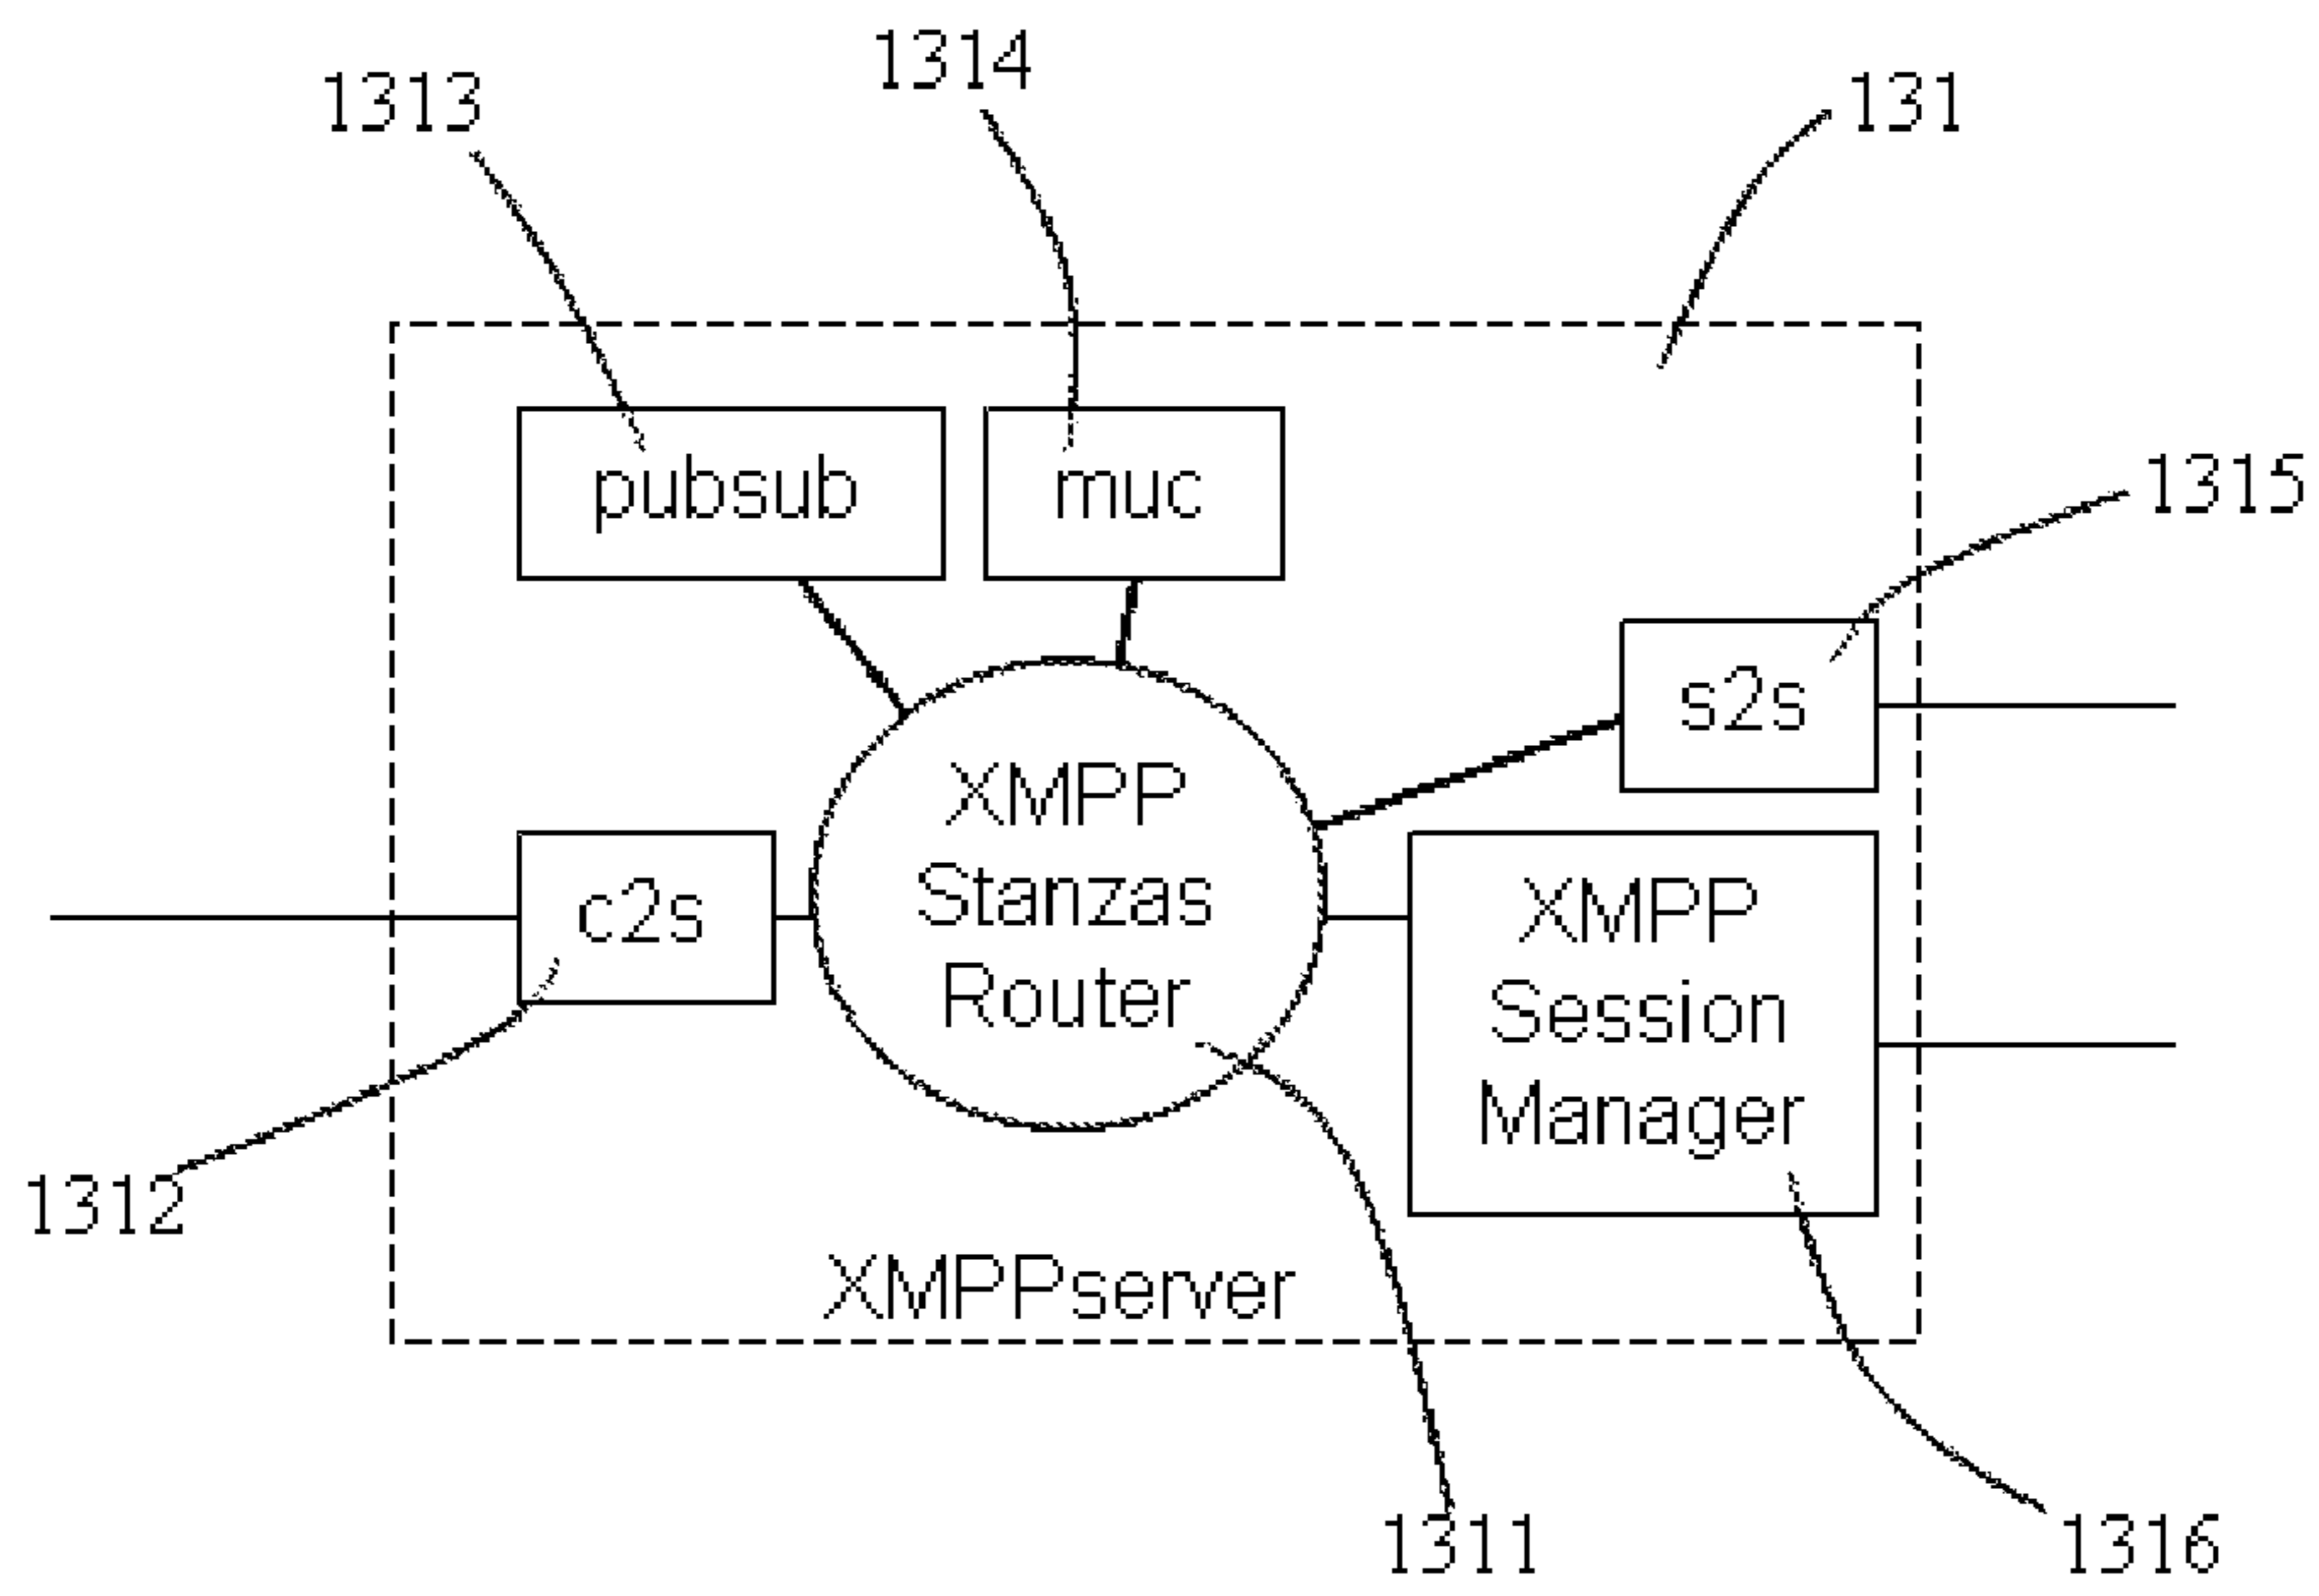 1314
1313
131
pubsub
muc
1315
s2s
XMPP
Stanzas
Router
c2s
XMPP
Session
Manager
1312
XMPPserver
1311
1316